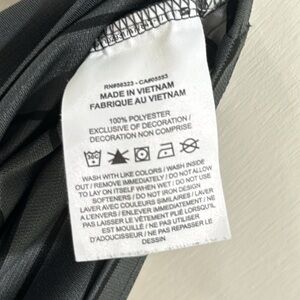 RN#56323 - CA#05553
MADE IN VIETNAM
FABRIQUE AU VIETNAM
100% POLYESTER
EXCLUSIVE OF DECORATION /
DECORATION NON COMPRISE
WASH WITH LIKE COLORS / WASH INSIDE
OUT / REMOVE IMMEDIATELY / DO NOT ALLOW
TO LAY ON ITSELF WHEN WET / DO NOT USE
SOFTENERS / DO NOT IRON DESIGN
LAVER AVEC COULEURS SIMILAIRES / LAVER
A L'ENVERS / ENLEVER IMMEDIATEMENT / NE
PAS LAISSER LE VETEMENT PLIE LORSQU'IL
EST MOUILLE / NE PAS UTILISER
D'ADOUCISSEUR / NE PAS REPASSER LE
DESSIN